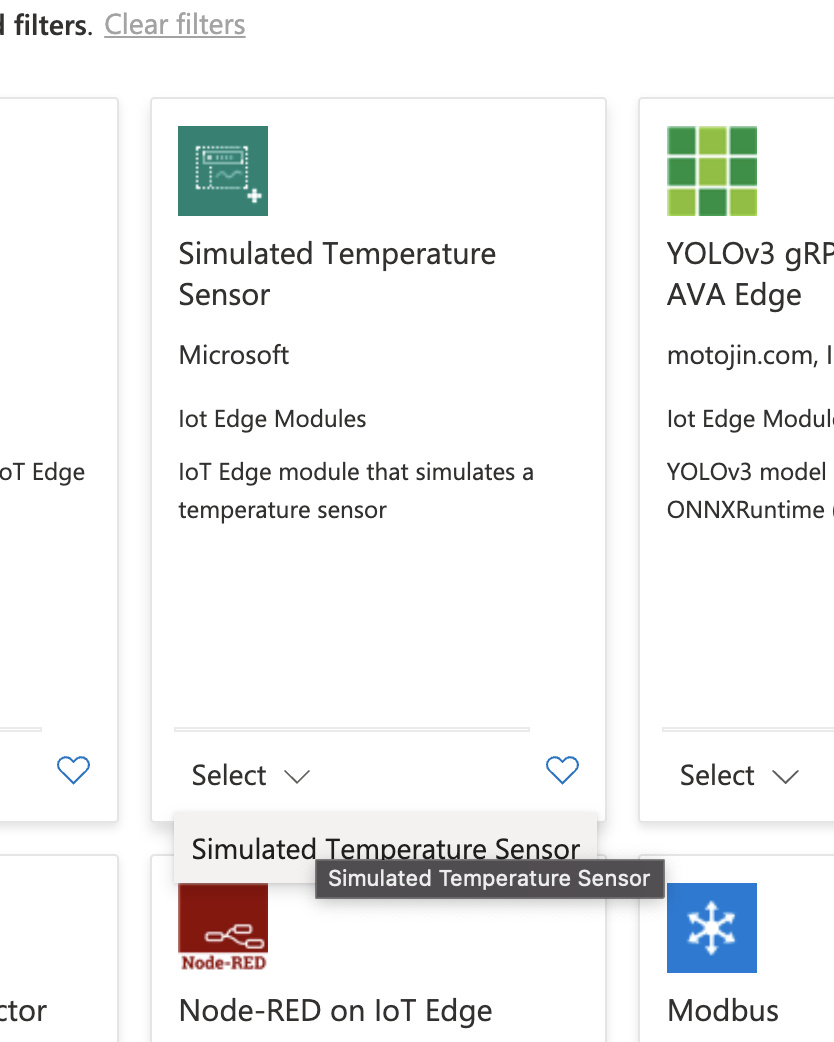 filters. Clear filters
Simulated Temperature
Sensor
Microsoft
Iot Edge Modules
IoT Edge module that simulates a
temperature sensor
Select
Simulated Temperature Sensor
Simulated Temperature Sensor
oT Edge
YOLOv3 gRP
AVA Edge
motojin.com, I
Iot Edge Modul
YOLOv3 model
ONNXRuntime (
Select
Node-RED
Node-RED on IoT Edge
Modbus
ctor